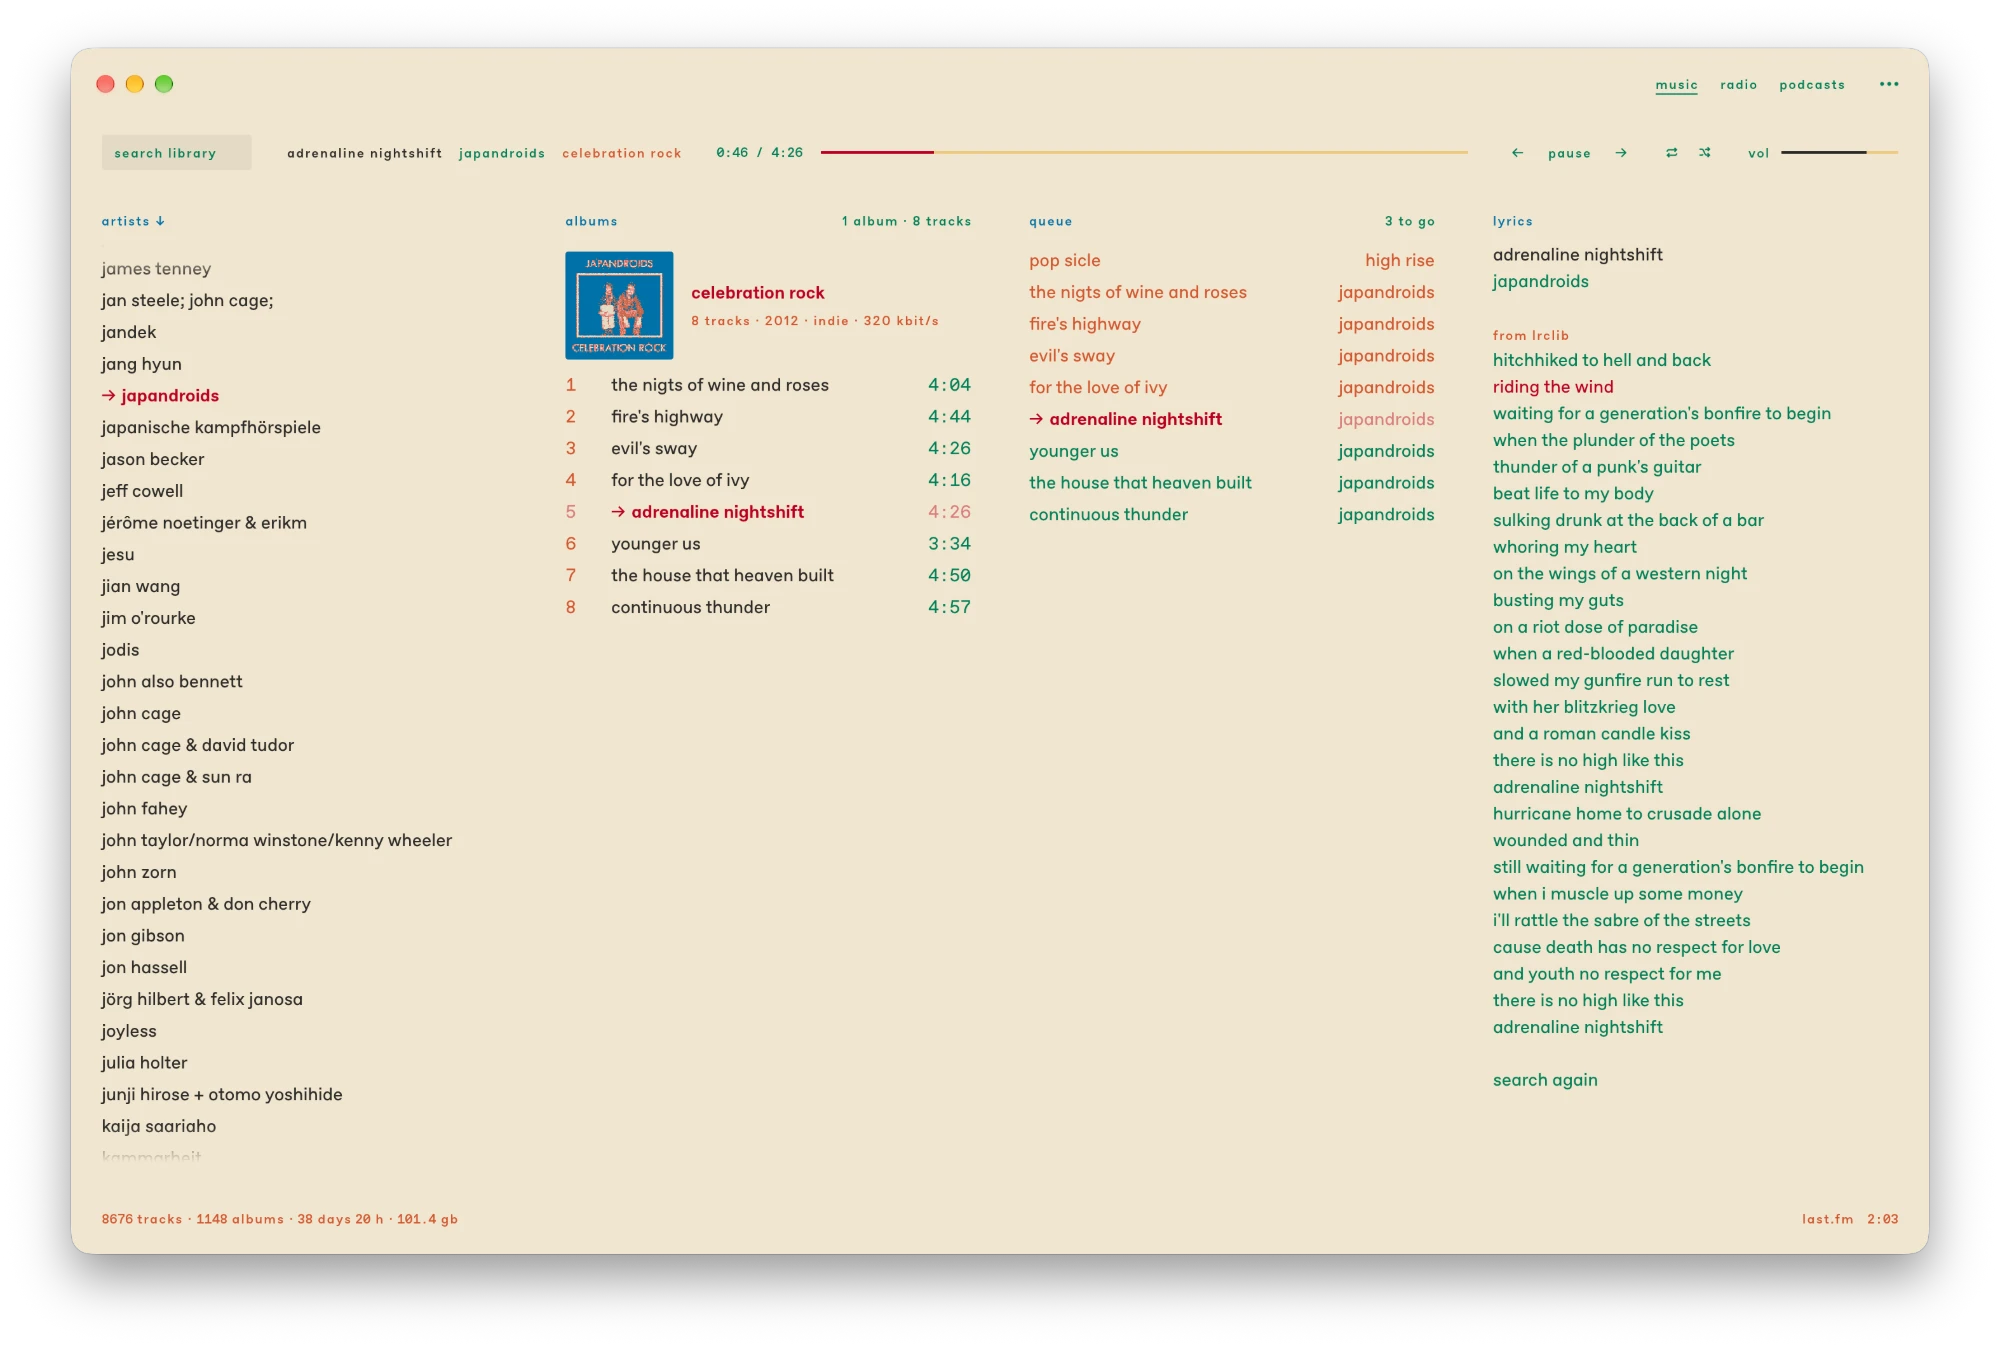 music radio podcasts •••
search library adrenaline nightshift japandroids celebration rock 0:46 / 4:26 ← pause → vol
artists ↓
james tenney
jan steele; john cage;
jandek
jang hyun
→ japandroids
japanische kampfhörspiele
jason becker
jeff cowell
jérôme noetinger & erikm
jesu
jian wang
jim o'rourke
jodis
john also bennett
john cage
john cage & david tudor
john cage & sun ra
john fahey
john taylor/norma winstone/kenny wheeler
john zorn
jon appleton & don cherry
jon gibson
jon hassell
jörg hilbert & felix janosa
joyless
julia holter
junji hirose + otomo yoshihide
kaija saariaho
kammarheit
albums 1 album · 8 tracks
JAPANDROIDS
CELEBRATION ROCK
celebration rock
8 tracks · 2012 · indie · 320 kbit/s
1 the nigts of wine and roses 4:04
2 fire's highway 4:44
3 evil's sway 4:26
4 for the love of ivy 4:16
5 → adrenaline nightshift 4:26
6 younger us 3:34
7 the house that heaven built 4:50
8 continuous thunder 4:57
queue 3 to go
pop sicle high rise
the nigts of wine and roses japandroids
fire's highway japandroids
evil's sway japandroids
for the love of ivy japandroids
→ adrenaline nightshift japandroids
younger us japandroids
the house that heaven built japandroids
continuous thunder japandroids
lyrics
adrenaline nightshift
japandroids
from lrclib
hitchhiked to hell and back
riding the wind
waiting for a generation's bonfire to begin
when the plunder of the poets
thunder of a punk's guitar
beat life to my body
sulking drunk at the back of a bar
whoring my heart
on the wings of a western night
busting my guts
on a riot dose of paradise
when a red-blooded daughter
slowed my gunfire run to rest
with her blitzkrieg love
and a roman candle kiss
there is no high like this
adrenaline nightshift
hurricane home to crusade alone
wounded and thin
still waiting for a generation's bonfire to begin
when i muscle up some money
i'll rattle the sabre of the streets
cause death has no respect for love
and youth no respect for me
there is no high like this
adrenaline nightshift
search again
8676 tracks · 1148 albums · 38 days 20 h · 101.4 gb
last.fm 2:03